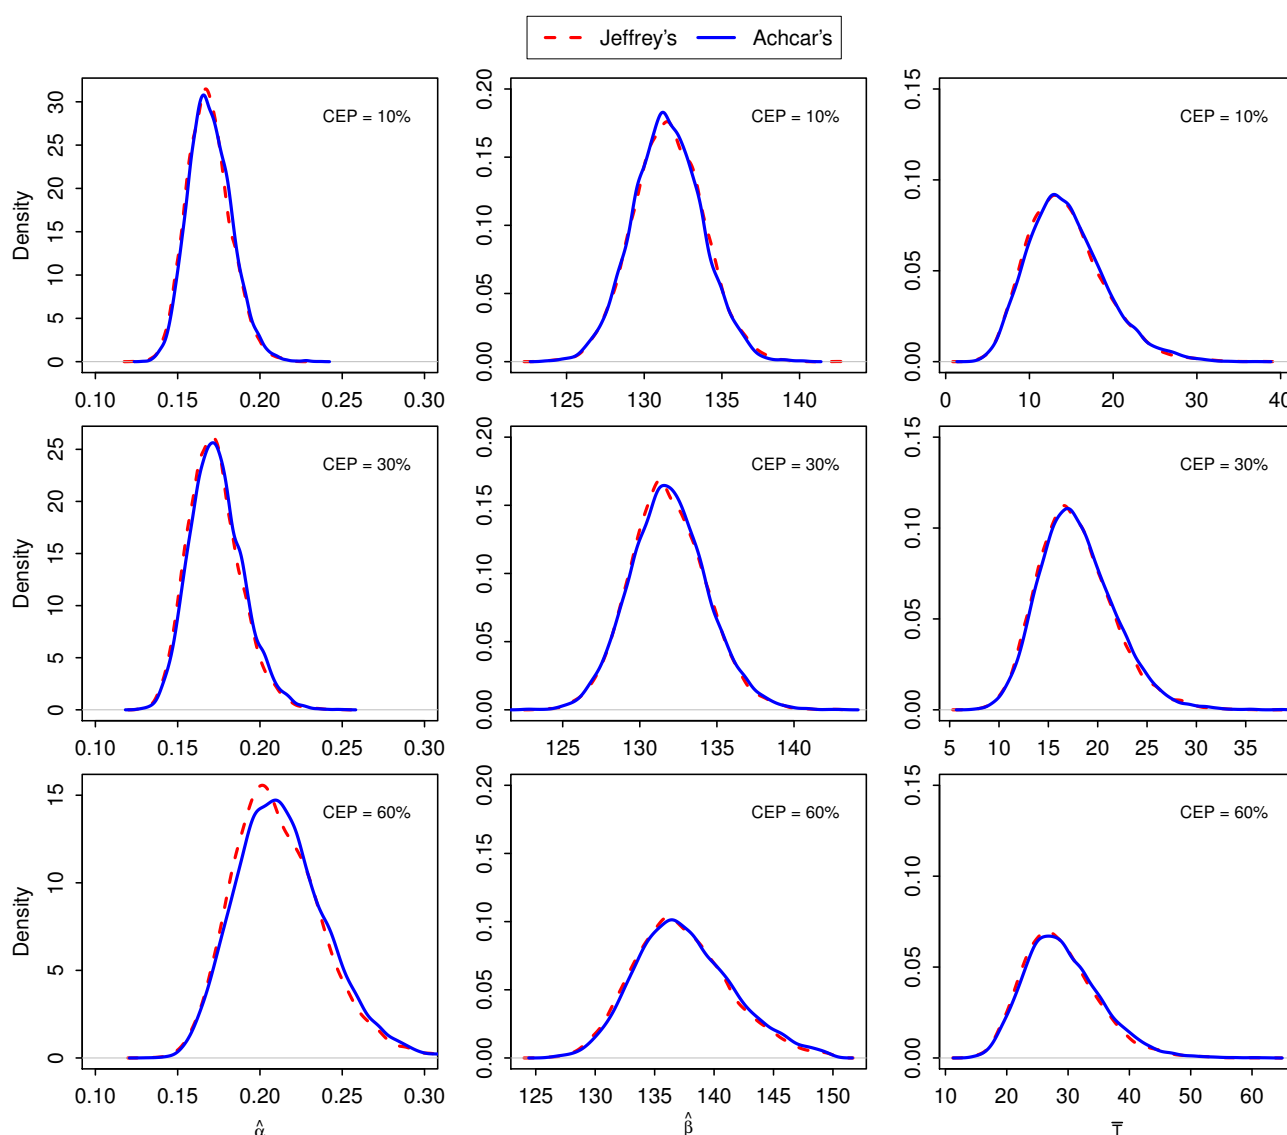 Jeffrey's Achcar's
Density
0 5 10 15 20 25 30
CEP = 10%
0.10 0.15 0.20 0.25 0.30
0.00 0.05 0.10 0.15 0.20
CEP = 10%
125 130 135 140
0.00 0.05 0.10 0.15
CEP = 10%
0 10 20 30 40
Density
0 5 10 15 20 25
CEP = 30%
0.10 0.15 0.20 0.25 0.30
0.00 0.05 0.10 0.15 0.20
CEP = 30%
125 130 135 140
0.00 0.05 0.10 0.15
CEP = 30%
5 10 15 20 25 30 35
Density
0 5 10 15
CEP = 60%
0.10 0.15 0.20 0.25 0.30
α̂
0.00 0.05 0.10 0.15 0.20
CEP = 60%
125 130 135 140 145 150
β̂
0.00 0.05 0.10 0.15
CEP = 60%
10 20 30 40 50 60